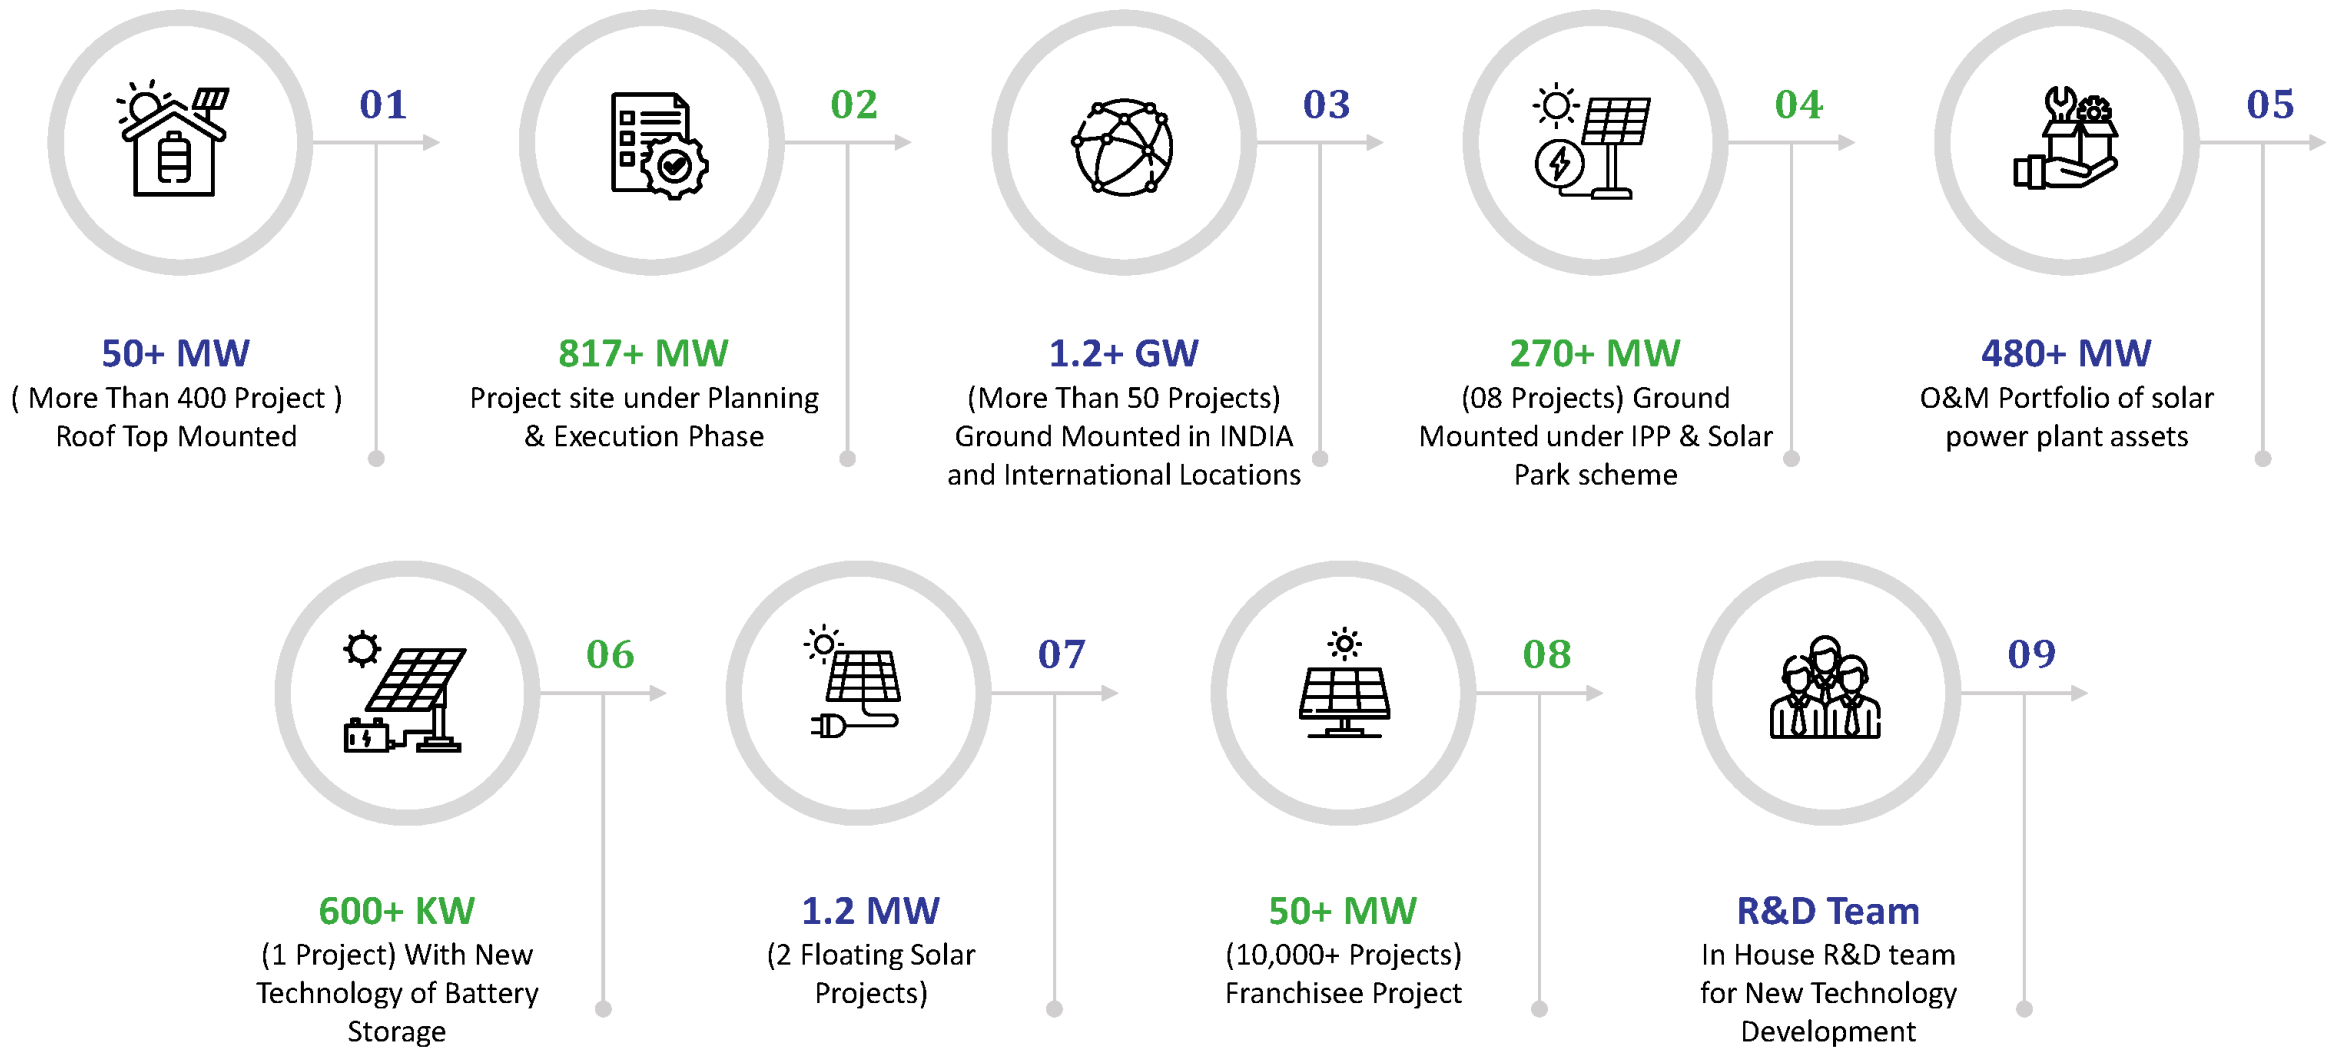 01
50+ MW
( More Than 400 Project )
Roof Top Mounted
02
817+ MW
Project site under Planning
& Execution Phase
03
1.2+ GW
(More Than 50 Projects)
Ground Mounted in INDIA
and International Locations
04
270+ MW
(08 Projects) Ground
Mounted under IPP & Solar
Park scheme
05
480+ MW
O&M Portfolio of solar
power plant assets
06
600+ KW
(1 Project) With New
Technology of Battery
Storage
07
1.2 MW
(2 Floating Solar
Projects)
08
50+ MW
(10,000+ Projects)
Franchisee Project
09
R&D Team
In House R&D team
for New Technology
Development